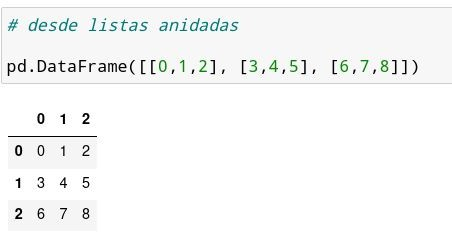 # desde listas anidadas
pd.DataFrame([[0,1,2], [3,4,5], [6,7,8]])
0 1 2
0 0 1 2
1 3 4 5
2 6 7 8